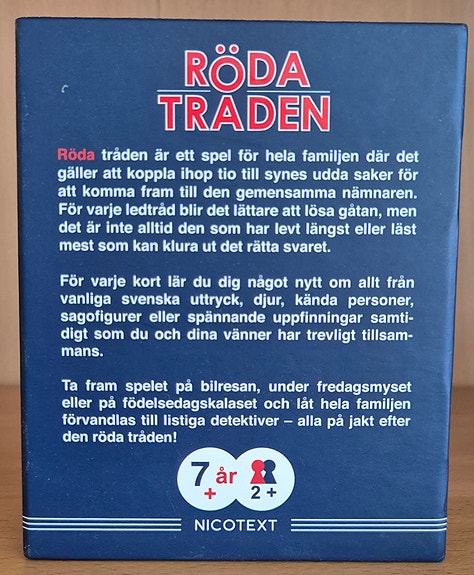 RÖDA
TRÅDEN
Röda tråden är ett spel för hela familjen där det
gäller att koppla ihop tio till synes udda saker för
att komma fram till den gemensamma nämnaren.
För varje ledtråd blir det lättare att lösa gåtan, men
det är inte alltid den som har levt längst eller läst
mest som kan klura ut det rätta svaret.
För varje kort lär du dig något nytt om allt från
vanliga svenska uttryck, djur, kända personer,
sagofigurer eller spännande uppfinningar samti-
digt som du och dina vänner har trevligt tillsam-
mans.
Ta fram spelet på bilresan, under fredagsmyset
eller på födelsedagskalaset och låt hela familjen
förvandlas till listiga detektiver – alla på jakt efter
den röda tråden!
7+ år
2 +
NICOTEXT